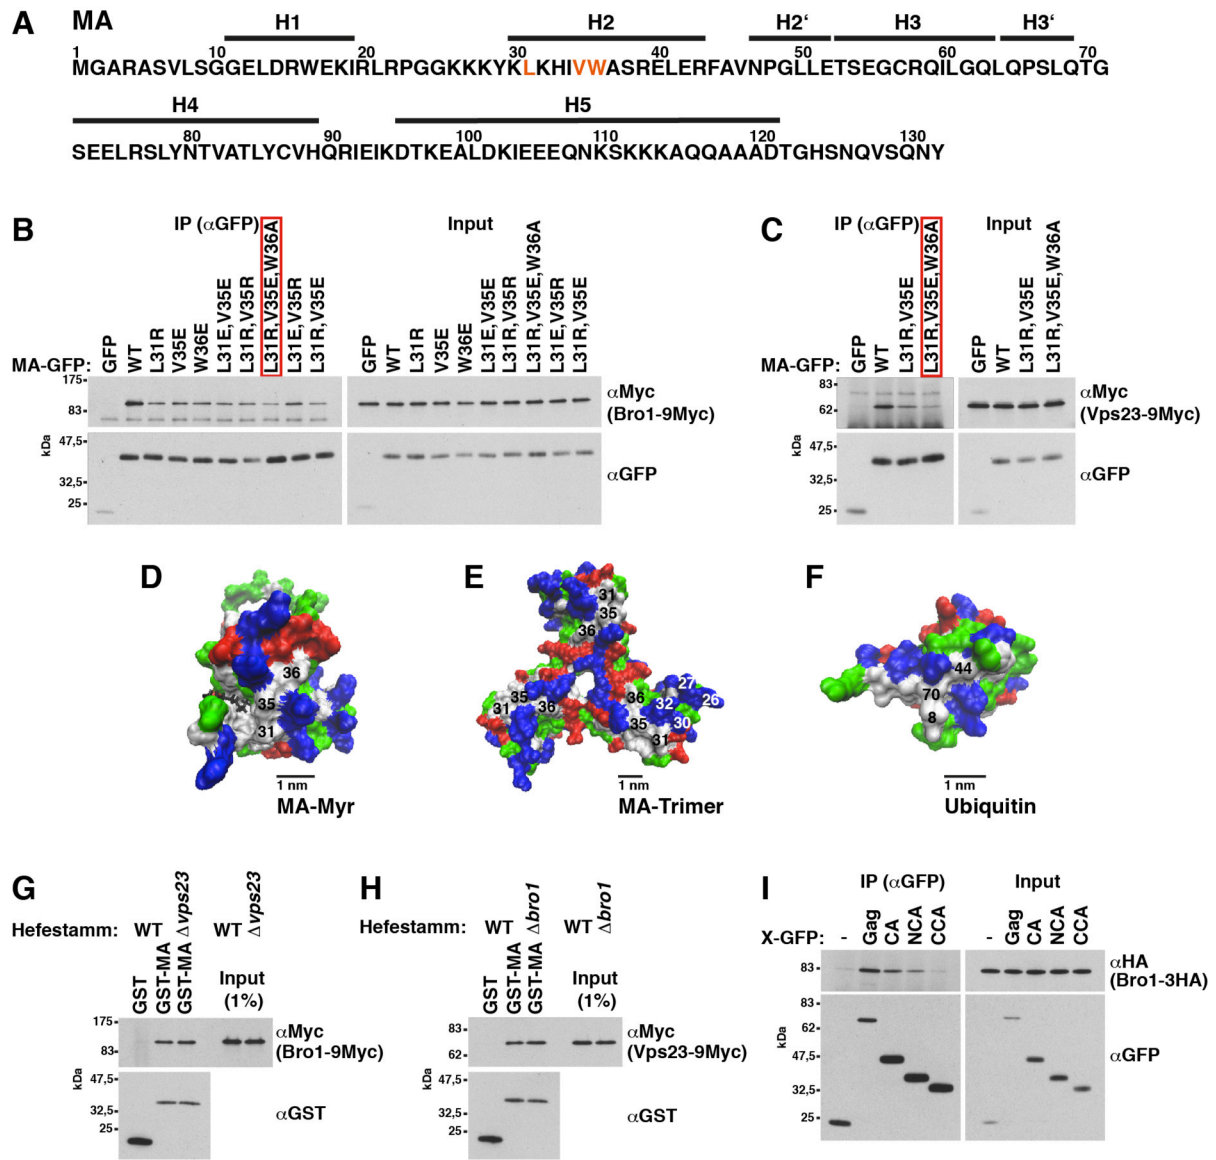 A MA H1 H2 H2‘ H3 H3‘
1 10 20 30 40 50 60 70
MGARASVLSGGELDRWEKIRLRPGGKKKYKLKHIVWASRELERFAVNPGLLETSEGCRQILGQLQPSLQTG
H4 H5
80 90 100 110 120 130
SEELRSLYNTVATLYCVHQRIEIKDTKEALDKIEEEQNKSKKKAQQAAADTGHSNQVSQNY
B IP (αGFP) Input
MA-GFP: GFP WT L31R V35E W36E L31E,V35E L31R,V35R L31R,V35E,W36A L31E,V35R L31R,V35E
GFP WT L31R V35E W36E L31E,V35E L31R,V35R L31R,V35E,W36A L31E,V35R L31R,V35E
175
83
αMyc
(Bro1-9Myc)
kDa
47,5
32,5
25
αGFP
C IP (αGFP) Input
MA-GFP: GFP WT L31R,V35E L31R,V35E,W36A
GFP WT L31R,V35E L31R,V35E,W36A
83
62
αMyc
(Vps23-9Myc)
kDa
47,5
32,5
25
αGFP
D
36
35
31
1 nm
MA-Myr
E
31
35
36
35
31 36
36
35
31
27
32 26
30
1 nm
MA-Trimer
F
44
70
8
1 nm
Ubiquitin
G
Hefestamm: WT Δvps23 WT Δvps23
GST GST-MA GST-MA Input
(1%)
175
83
αMyc
(Bro1-9Myc)
kDa
47,5
32,5
25
αGST
H
Hefestamm: WT Δbro1 WT Δbro1
GST GST-MA GST-MA Input
(1%)
83
62
αMyc
(Vps23-9Myc)
kDa
47,5
32,5
25
αGST
I IP (αGFP) Input
X-GFP: - Gag CA NCA CCA - Gag CA NCA CCA
83
αHA
(Bro1-3HA)
kDa
83
62
47,5
32,5
25
αGFP